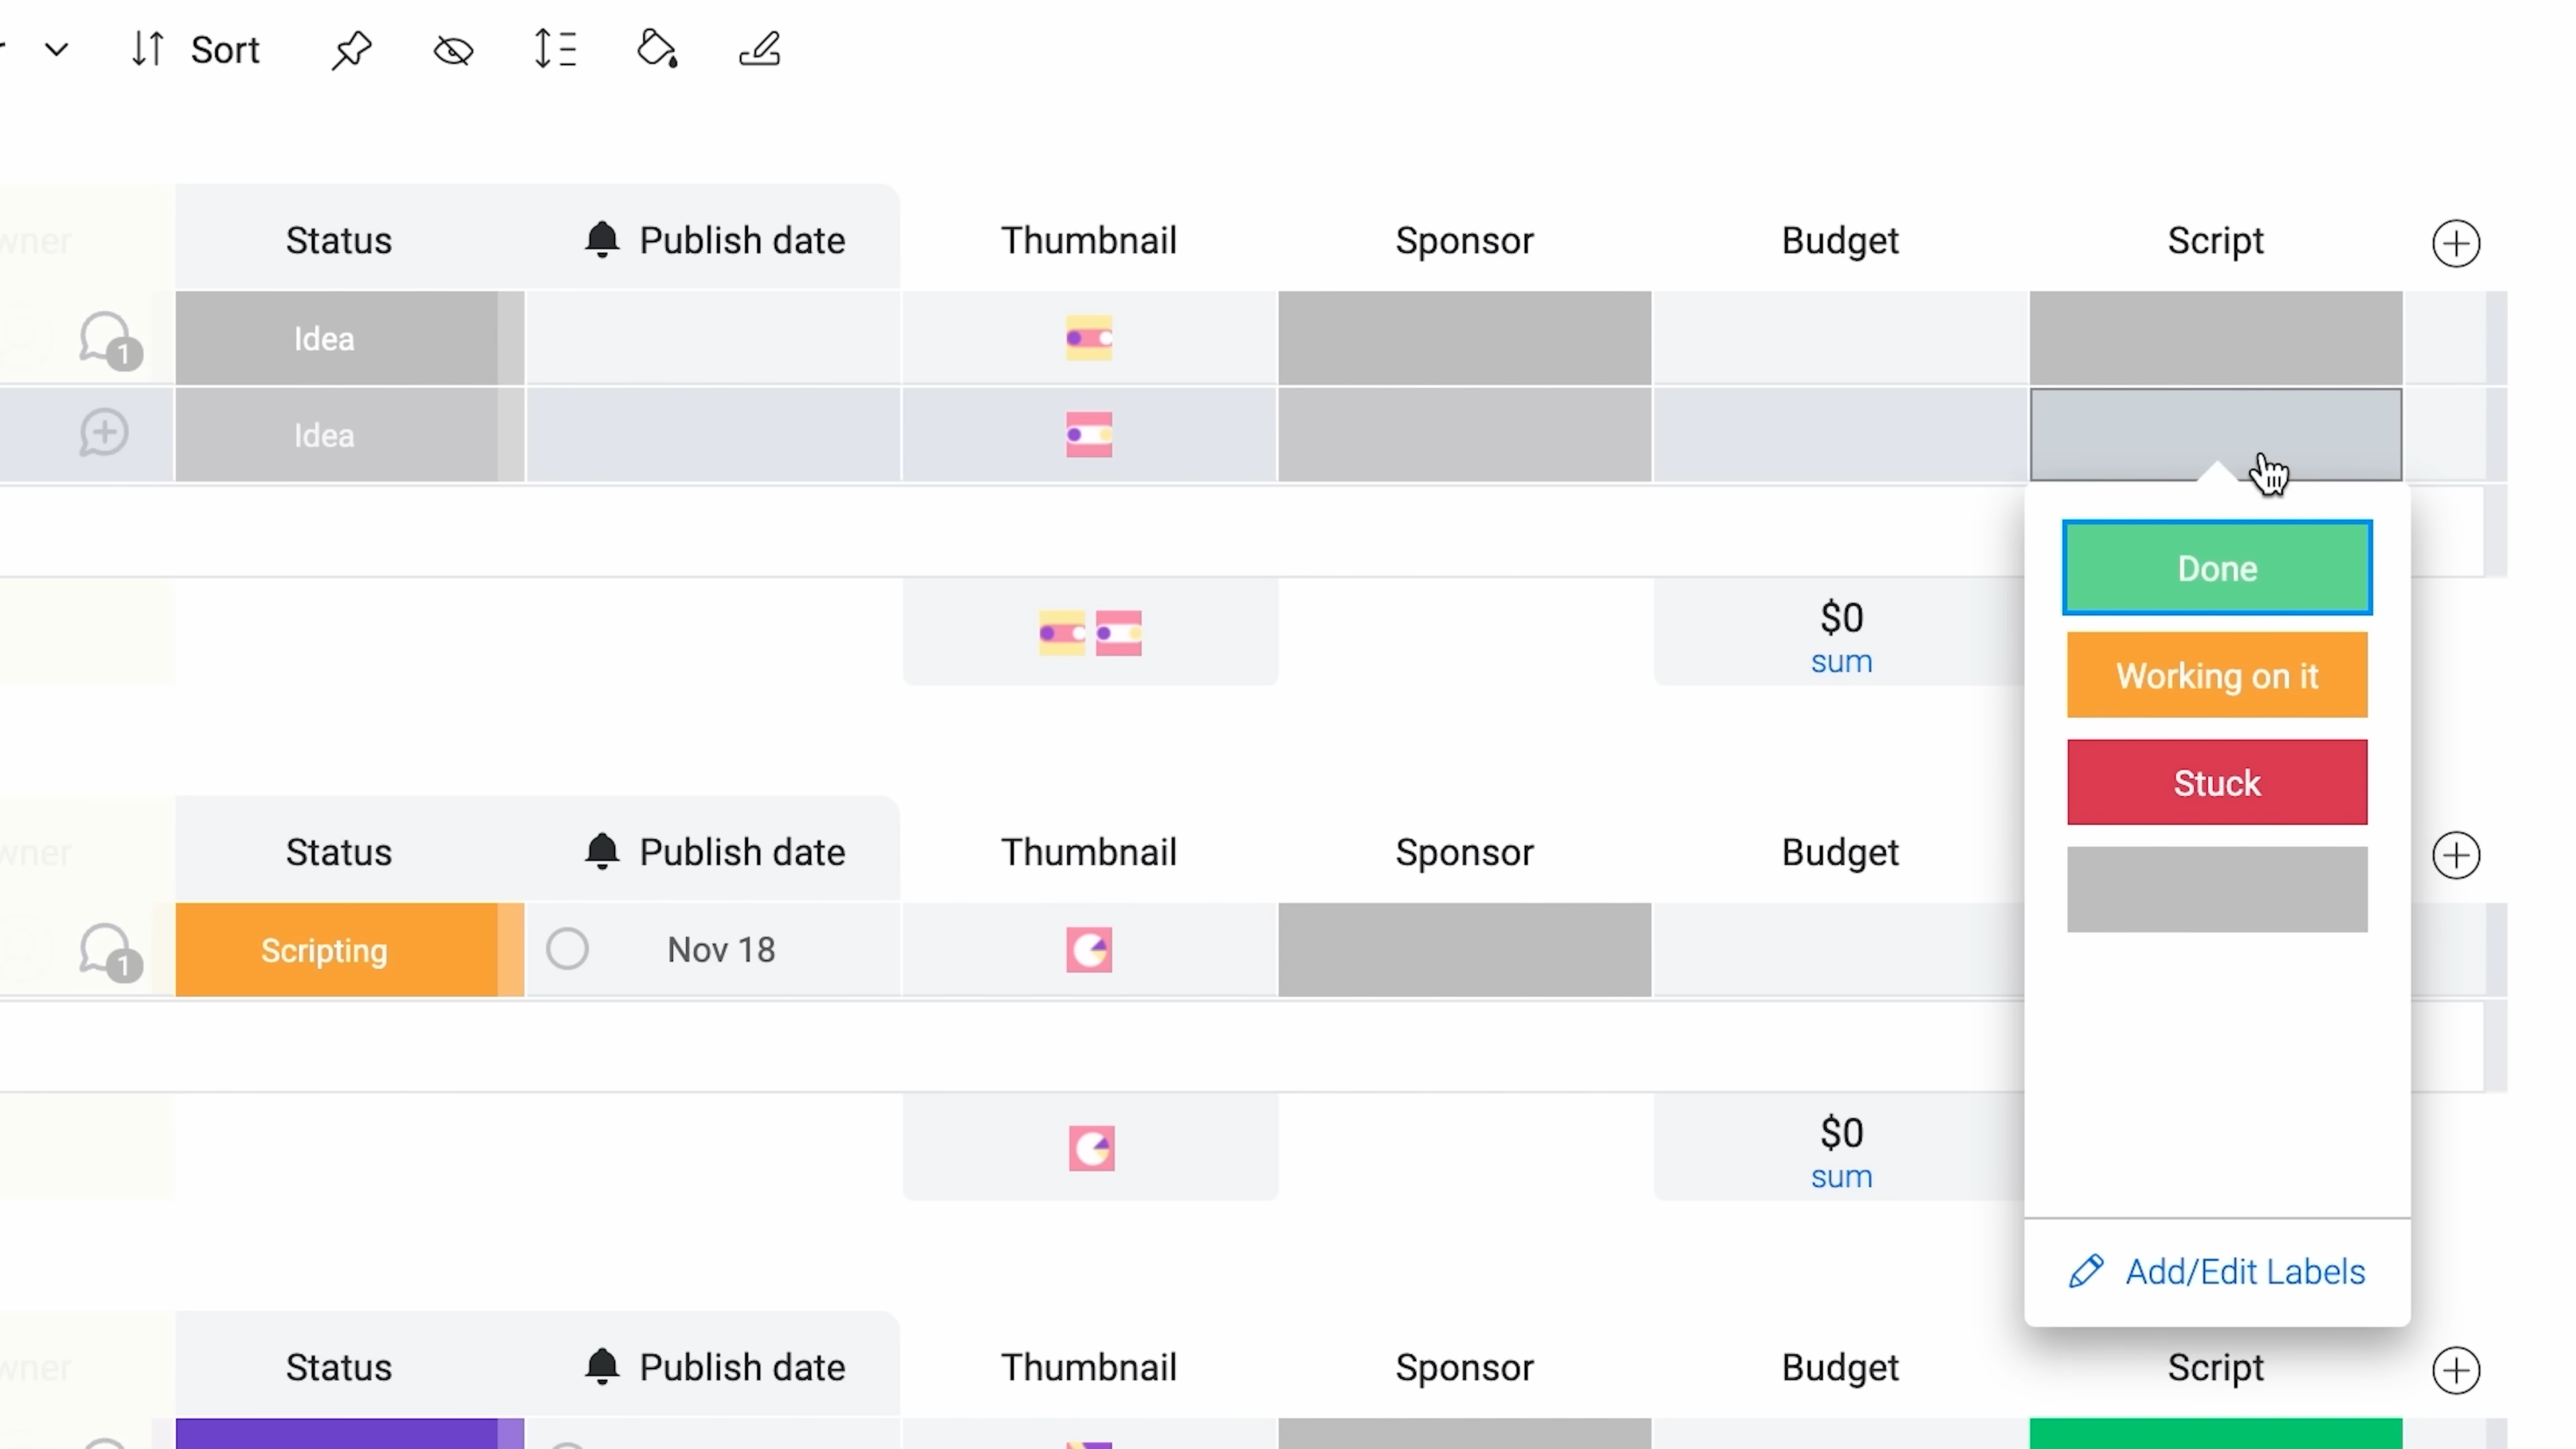 Sort
wner Status Publish date Thumbnail Sponsor Budget Script
1 Idea
Idea
Done
$0
sum
Working on it
Stuck
wner Status Publish date Thumbnail Sponsor Budget
1 Scripting Nov 18
$0
sum
Add/Edit Labels
wner Status Publish date Thumbnail Sponsor Budget Script